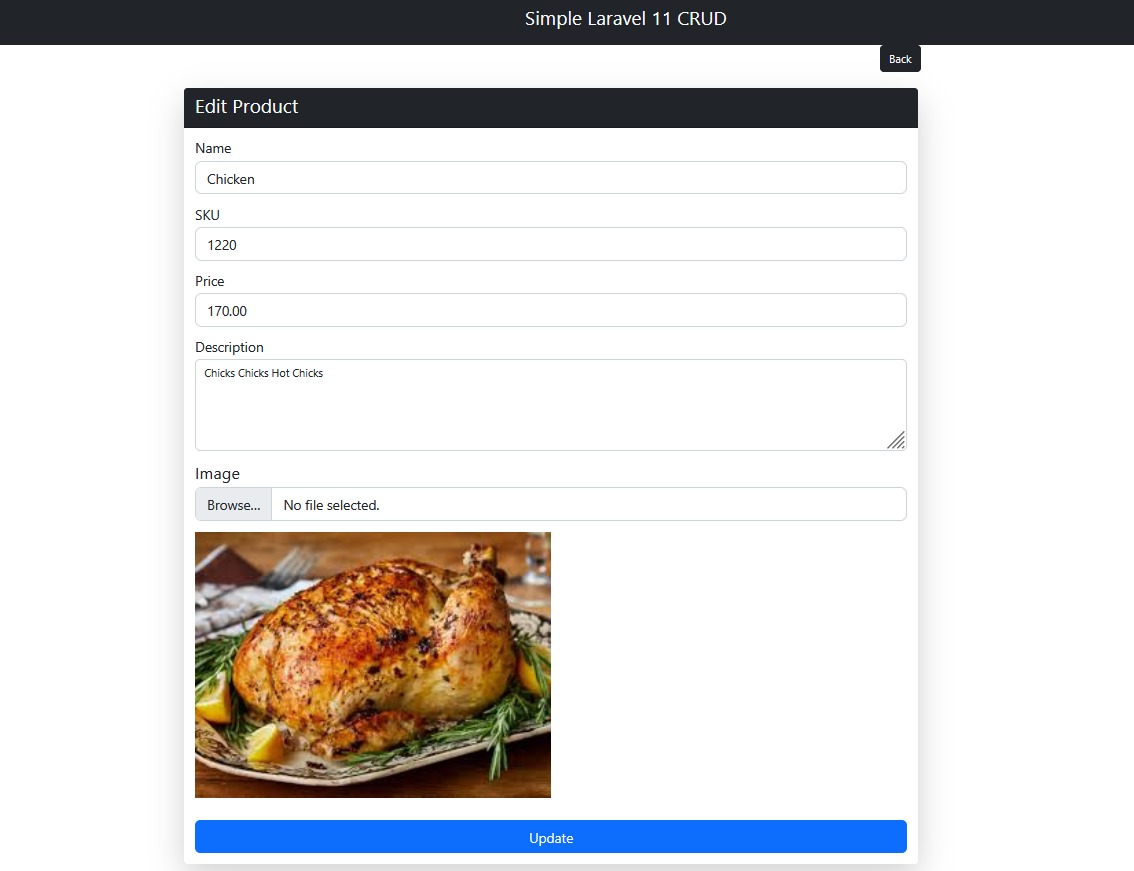 Simple Laravel 11 CRUD
Back
Edit Product
Name
Chicken
SKU
1220
Price
170.00
Description
Chicks Chicks Hot Chicks
Image
Browse... No file selected.
Update